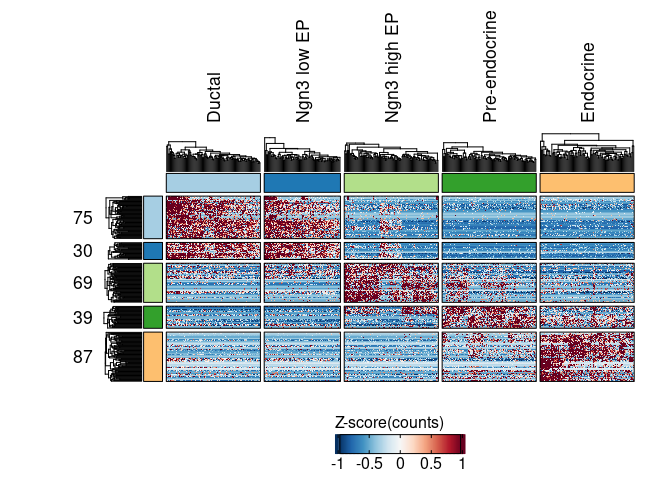 Ductal
Ngn3 low EP
Ngn3 high EP
Pre-endocrine
Endocrine
75
30
69
39
87
Z-score(counts)
-1 -0.5 0 0.5 1